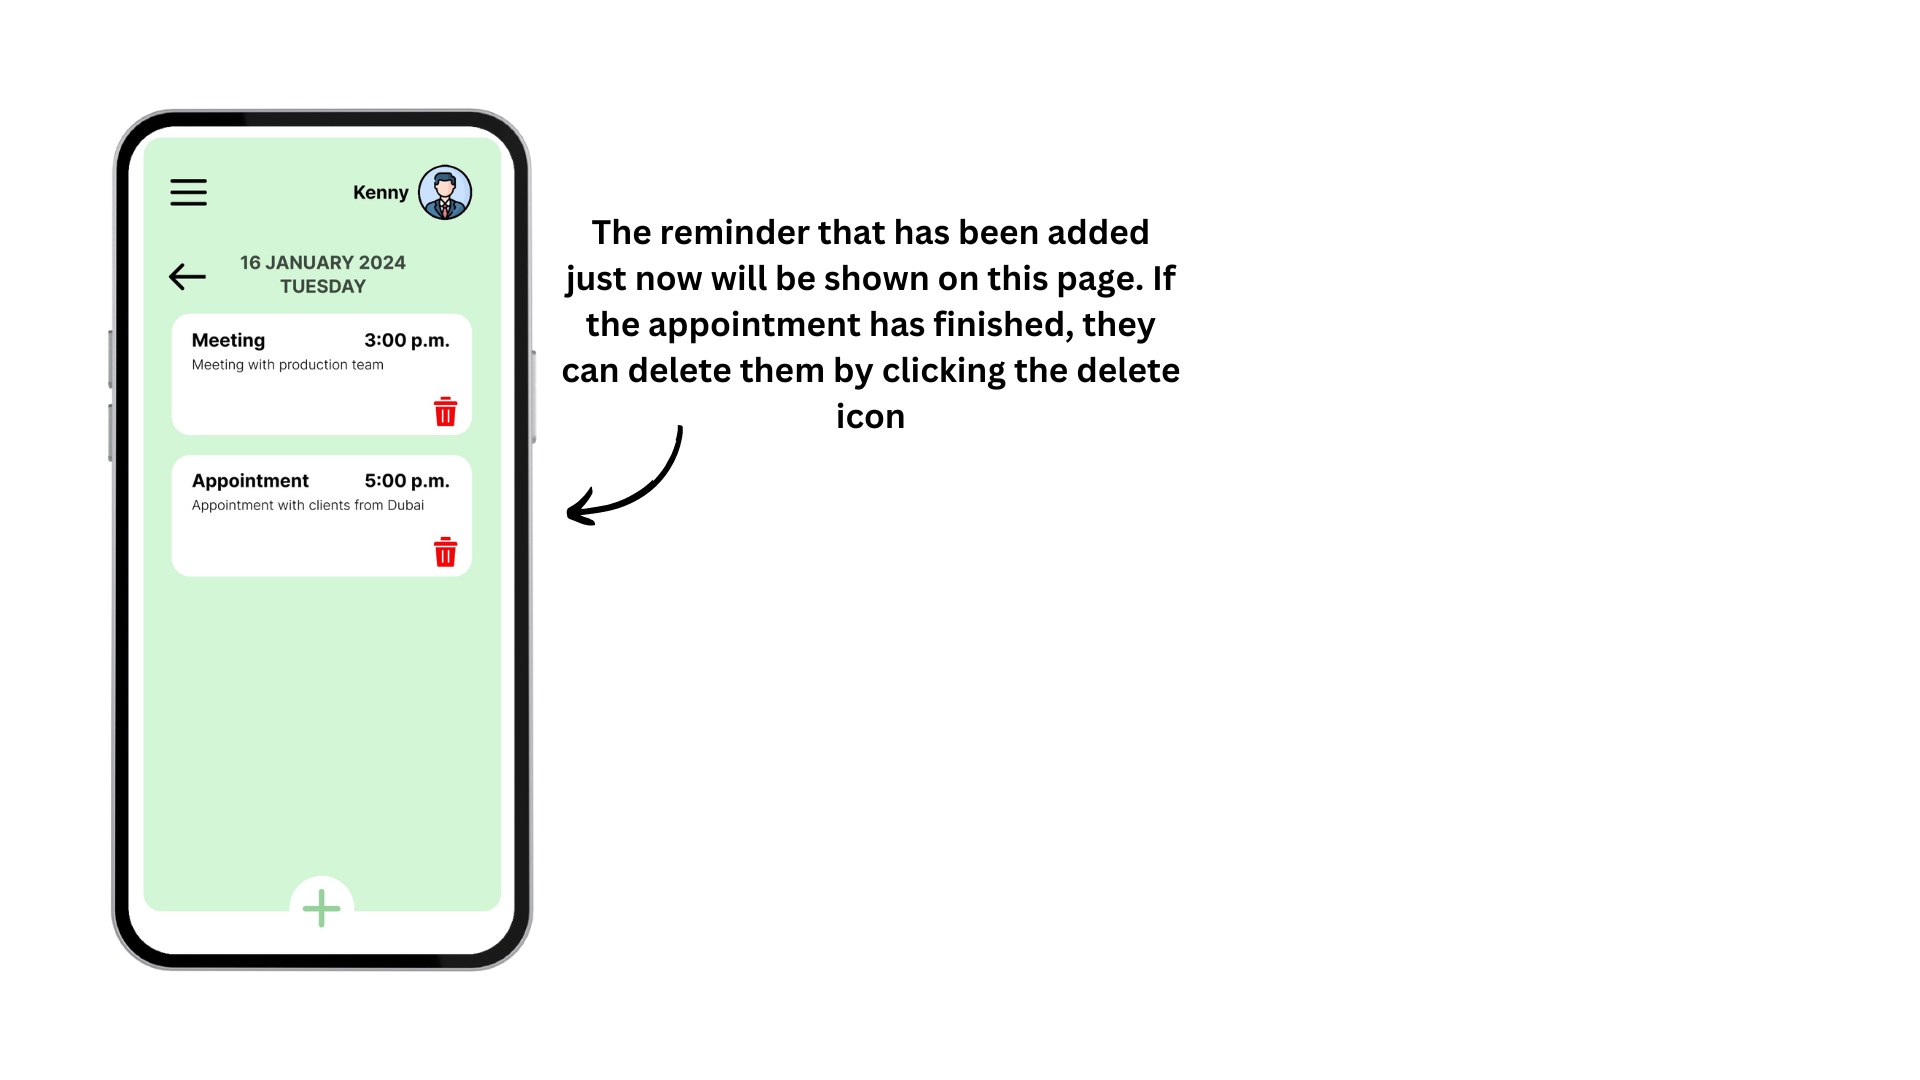 Kenny
16 JANUARY 2024
TUESDAY
Meeting 3:00 p.m.
Meeting with production team
Appointment 5:00 p.m.
Appointment with clients from Dubai
The reminder that has been added
just now will be shown on this page. If
the appointment has finished, they
can delete them by clicking the delete
icon